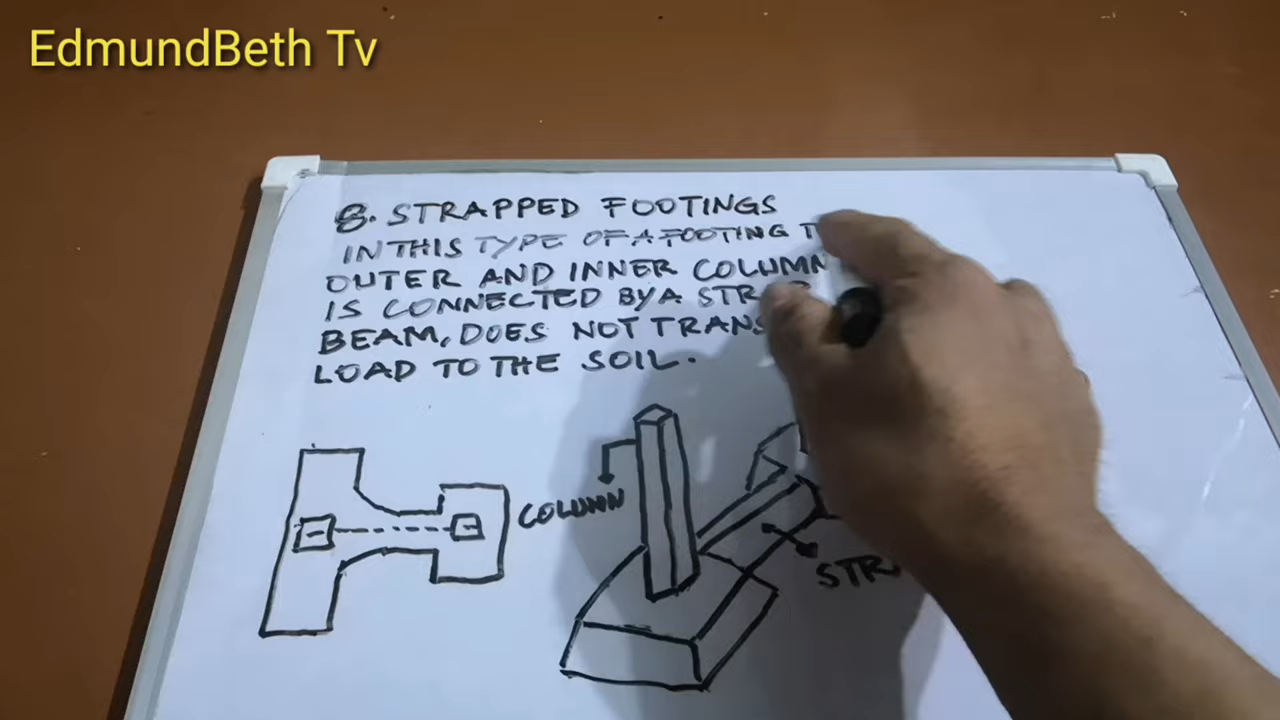 EdmundBeth Tv
8. STRAPPED FOOTINGS
IN THIS TYPE OF A FOOTING
OUTER AND INNER COLUMN
IS CONNECTED BY A
BEAM, DOES NOT
LOAD TO THE SOIL.
COLUMN